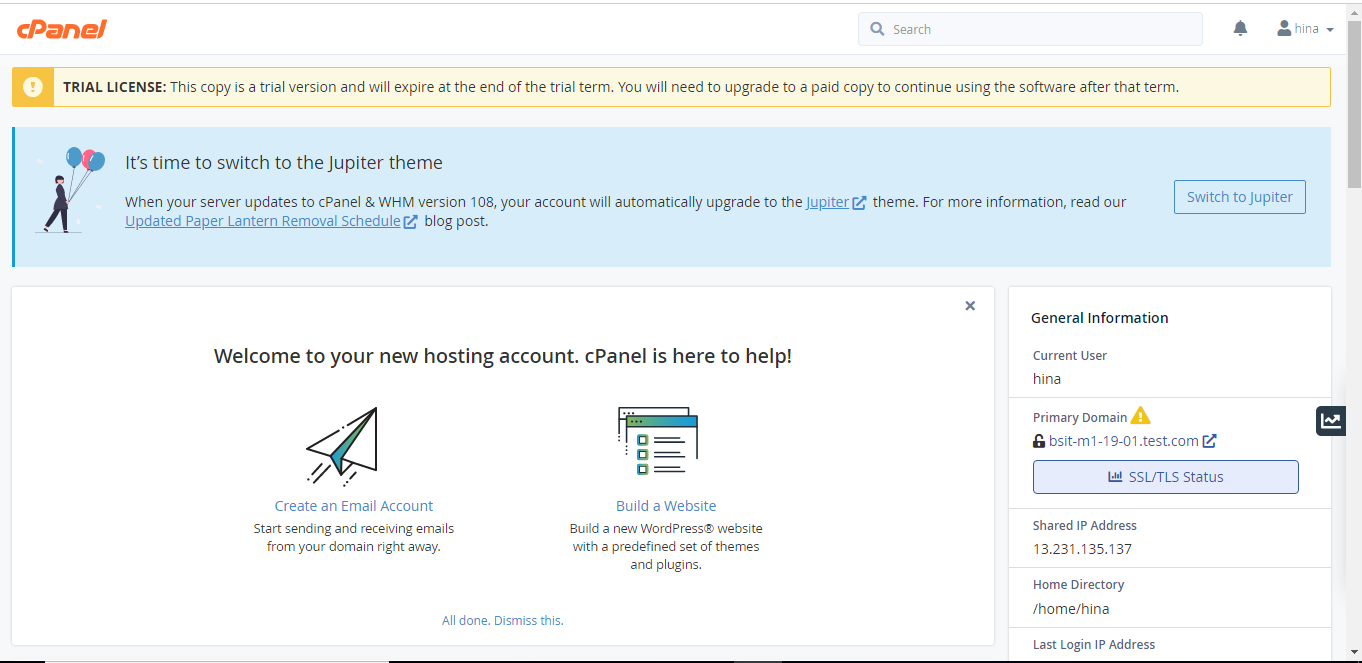 cPanel
Search
hina
TRIAL LICENSE: This copy is a trial version and will expire at the end of the trial term. You will need to upgrade to a paid copy to continue using the software after that term.
It's time to switch to the Jupiter theme
When your server updates to cPanel & WHM version 108, your account will automatically upgrade to the Jupiter theme. For more information, read our
Updated Paper Lantern Removal Schedule blog post.
Switch to Jupiter
Welcome to your new hosting account. cPanel is here to help!
Create an Email Account
Start sending and receiving emails
from your domain right away.
Build a Website
Build a new WordPress® website
with a predefined set of themes
and plugins.
All done. Dismiss this.
General Information
Current User
hina
Primary Domain
bsit-m1-19-01.test.com
SSL/TLS Status
Shared IP Address
13.231.135.137
Home Directory
/home/hina
Last Login IP Address